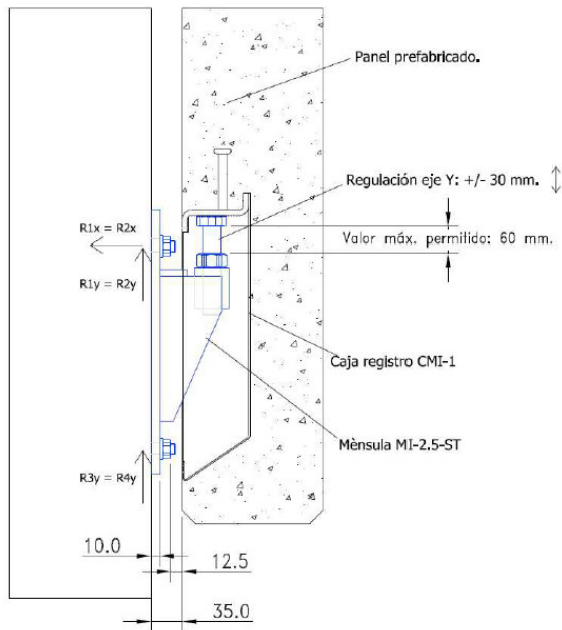 Panel prefabricado.
Regulación eje Y: +/- 30 mm.
R1x = R2x
Valor máx. permitido: 60 mm.
R1y = R2y
Caja registro CMI-1
Mènsula MI-2.5-ST
R3y = R4y
10.0
12.5
35.0